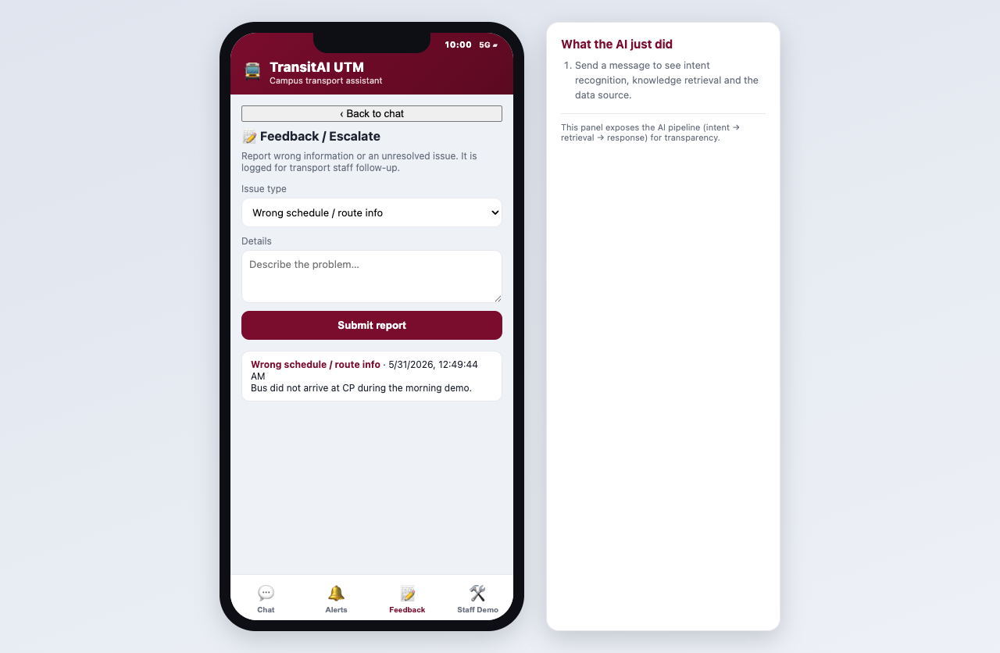 10:00 5G
TransitAI UTM
Campus transport assistant
‹ Back to chat
Feedback / Escalate
Report wrong information or an unresolved issue. It is
logged for transport staff follow-up.
Issue type
Wrong schedule / route info
Details
Describe the problem...
Submit report
Wrong schedule / route info · 5/31/2026, 12:49:44
AM
Bus did not arrive at CP during the morning demo.
Chat
Alerts
Feedback
Staff Demo
What the AI just did
1. Send a message to see intent
recognition, knowledge retrieval and the
data source.
This panel exposes the AI pipeline (intent →
retrieval → response) for transparency.